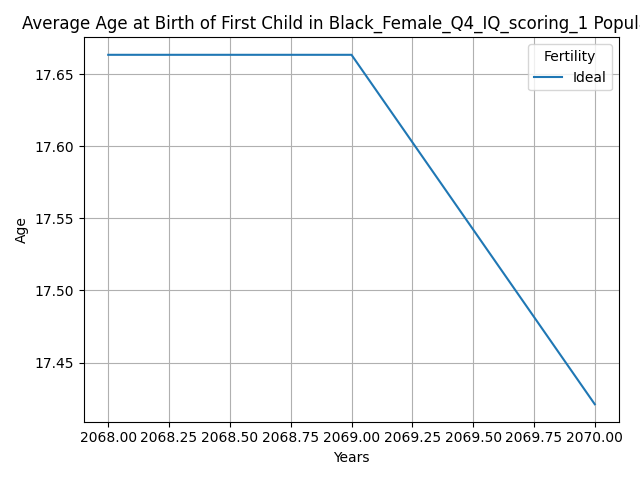 Average Age at Birth of First Child in Black_Female_Q4_IQ_scoring_1 Popul
Fertility
Ideal
17.65
17.60
17.55
17.50
17.45
Age
2068.00 2068.25 2068.50 2068.75 2069.00 2069.25 2069.50 2069.75 2070.00
Years